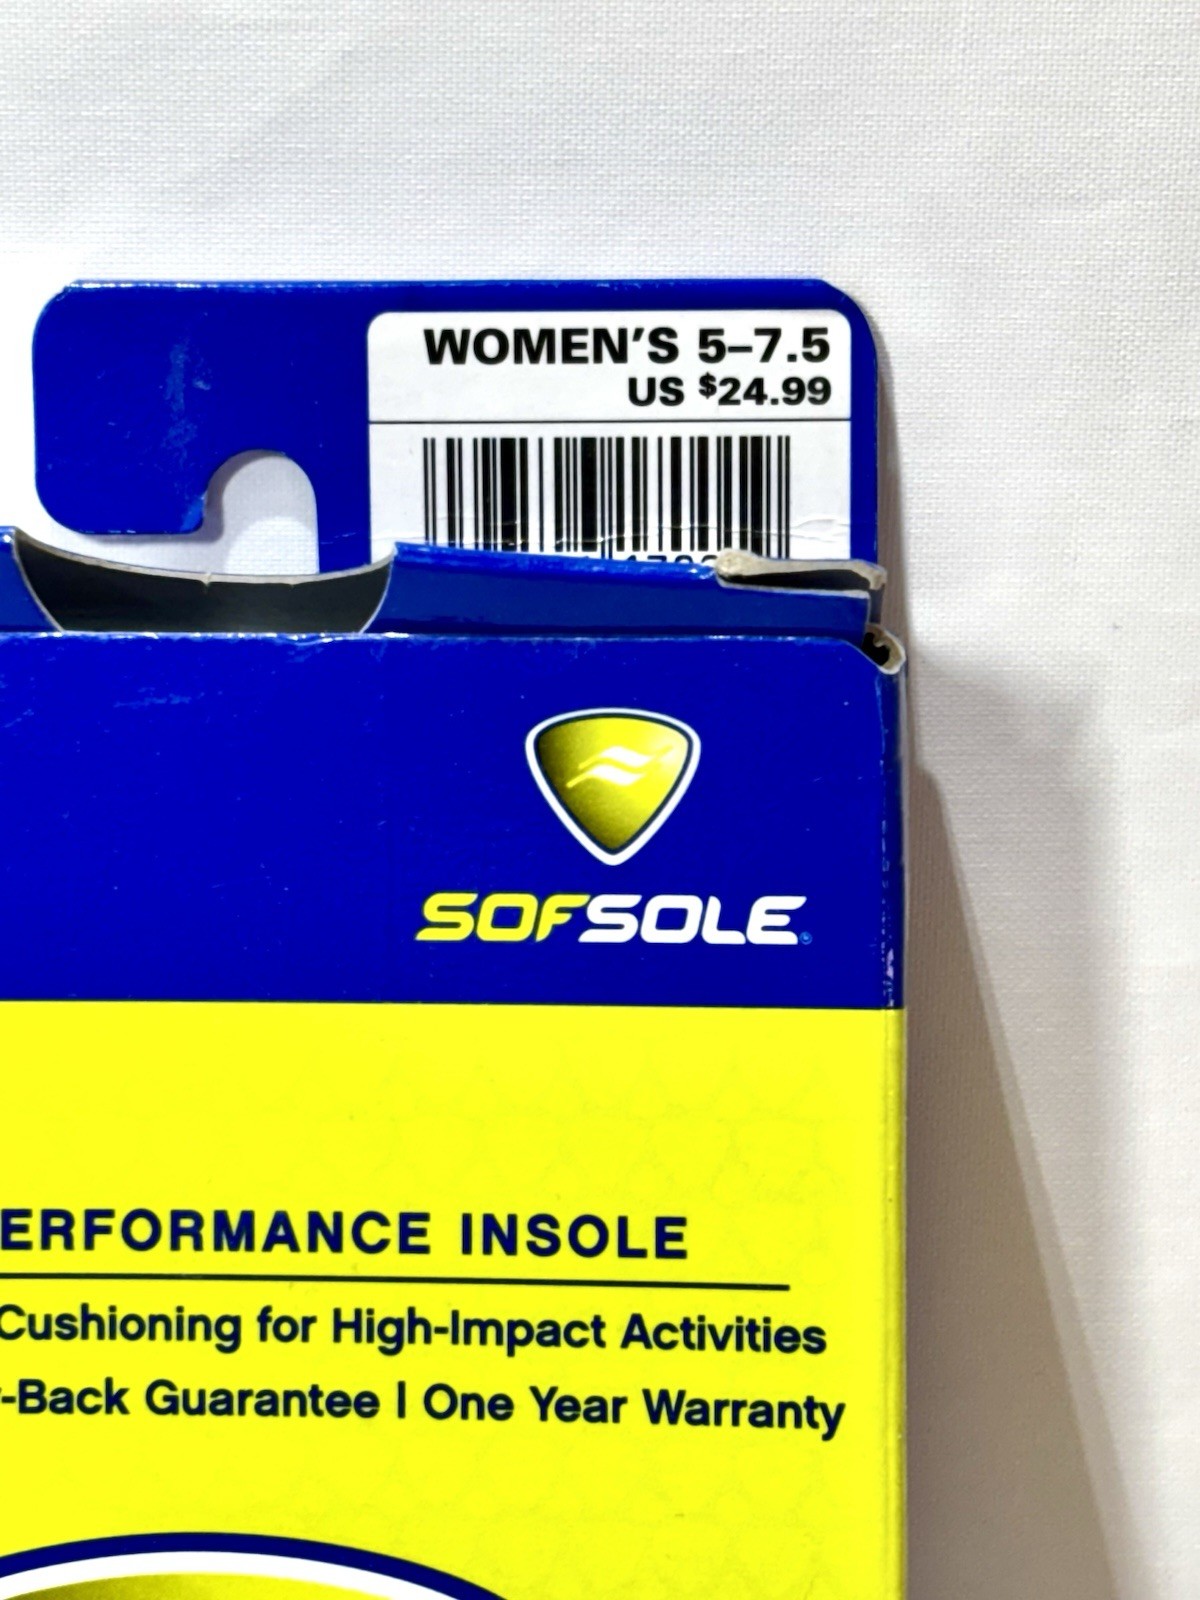 WOMEN'S 5–7.5
US $24.99
SOFSOLE
ERFORMANCE INSOLE
Cushioning for High-Impact Activities
-Back Guarantee | One Year Warranty